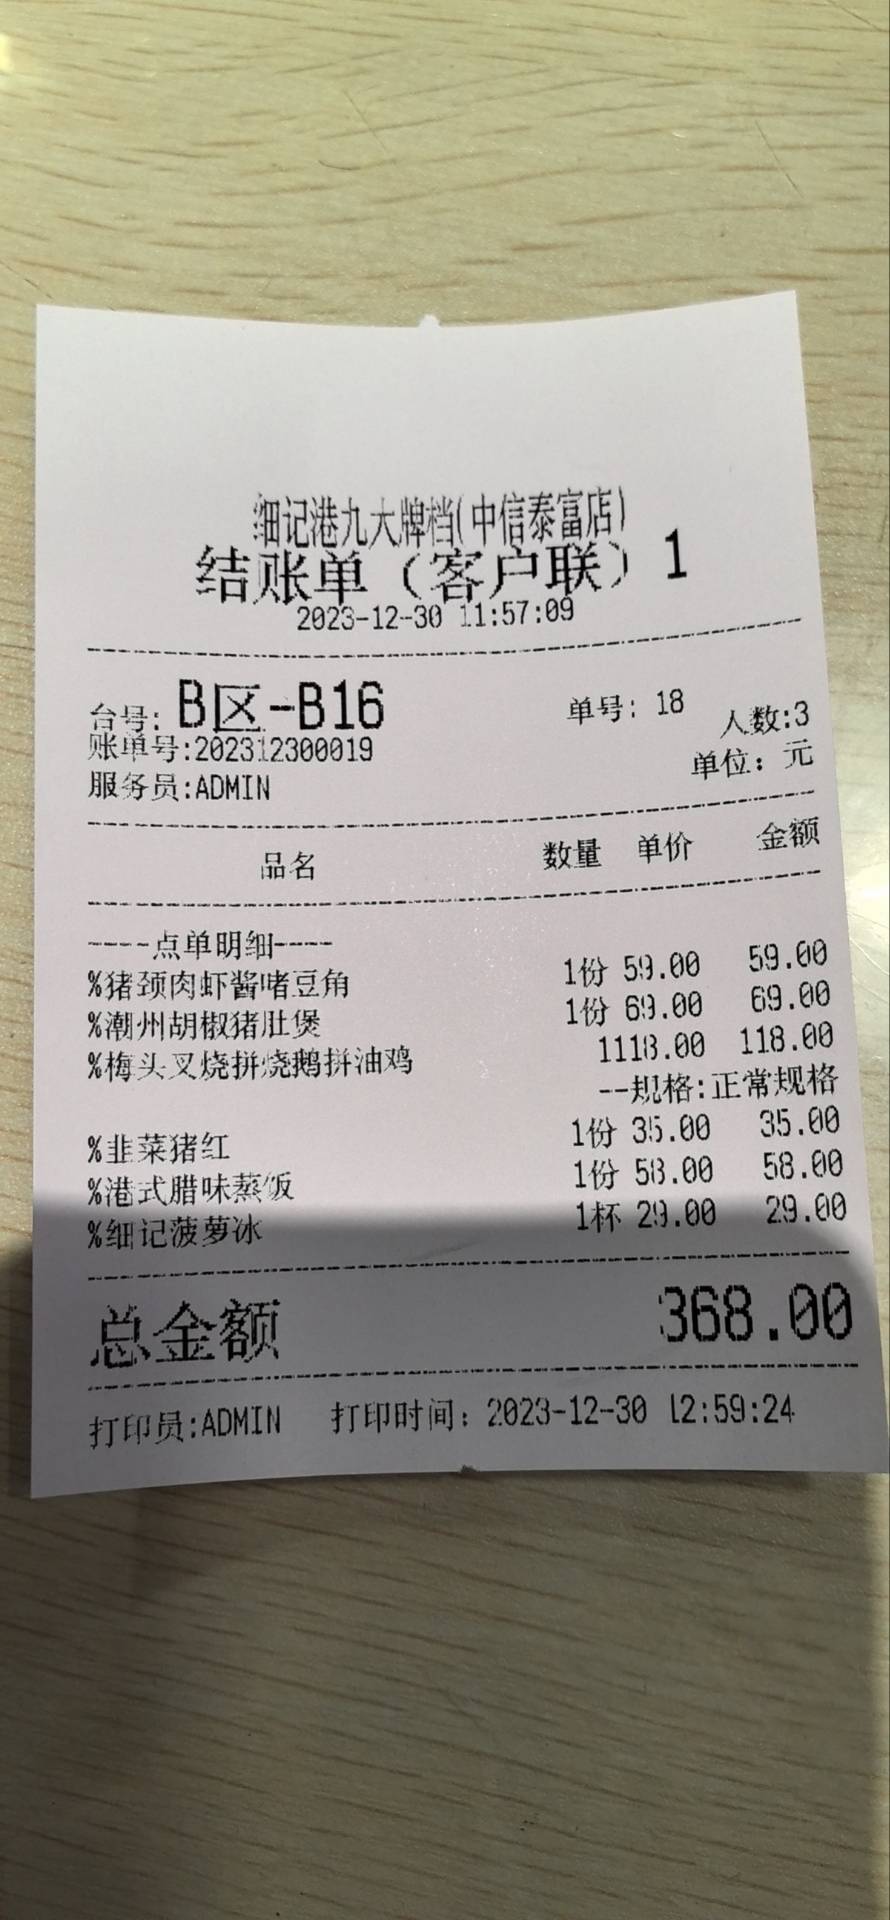 细记港九大牌档(中信泰富店)
结账单（客户联）1
2023-12-30 11:57:09
台号: B区-B16 单号: 18 人数:3
账单号:202312300019 单位: 元
服务员:ADMIN
品名 数量 单价 金额
----点单明细----
%猪颈肉虾酱啫豆角 1份 59.00 59.00
%潮州胡椒猪肚煲 1份 69.00 69.00
%梅头叉烧拼烧鹅拼油鸡 1118.00 118.00
--规格:正常规格
%韭菜猪红 1份 35.00 35.00
%港式腊味蒸饭 1份 58.00 58.00
%细记菠萝冰 1杯 29.00 29.00
总金额 368.00
打印员:ADMIN 打印时间: 2023-12-30 12:59:24